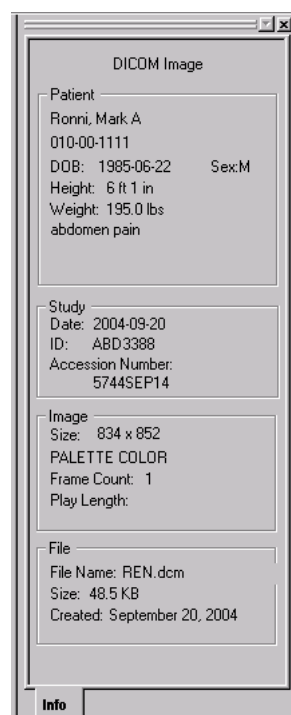 DICOM Image
Patient
Ronni, Mark A
010-00-1111
DOB: 1985-06-22 Sex:M
Height: 6 ft 1 in
Weight: 195.0 lbs
abdomen pain
Study
Date: 2004-09-20
ID: ABD3388
Accession Number:
5744SEP14
Image
Size: 834 x 852
PALETTE COLOR
Frame Count: 1
Play Length:
File
File Name: REN.dcm
Size: 48.5 KB
Created: September 20, 2004
Info